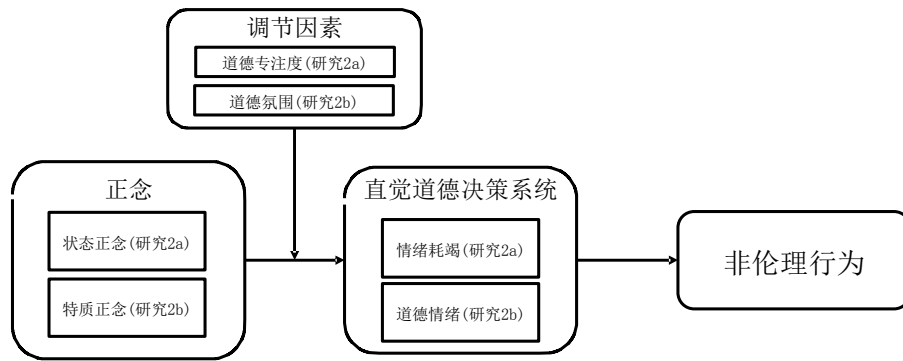 调节因素
道德专注度(研究2a)
道德氛围(研究2b)
正念
状态正念(研究2a)
特质正念(研究2b)
直觉道德决策系统
情绪耗竭(研究2a)
道德情绪(研究2b)
非伦理行为